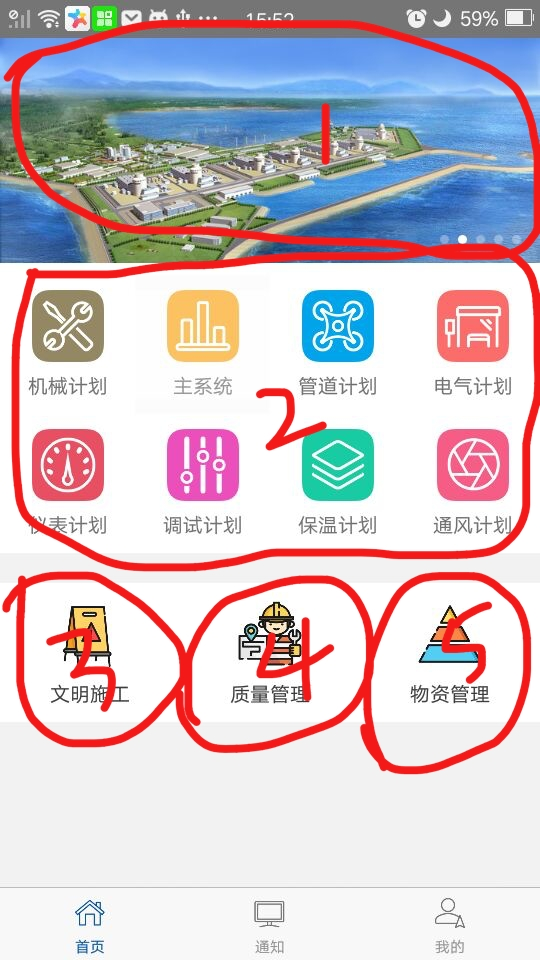 15:52 59%
1
机械计划 主系统 管道计划 电气计划
2
仪表计划 调试计划 保温计划 通风计划
3 4 5
文明施工 质量管理 物资管理
首页 通知 我的